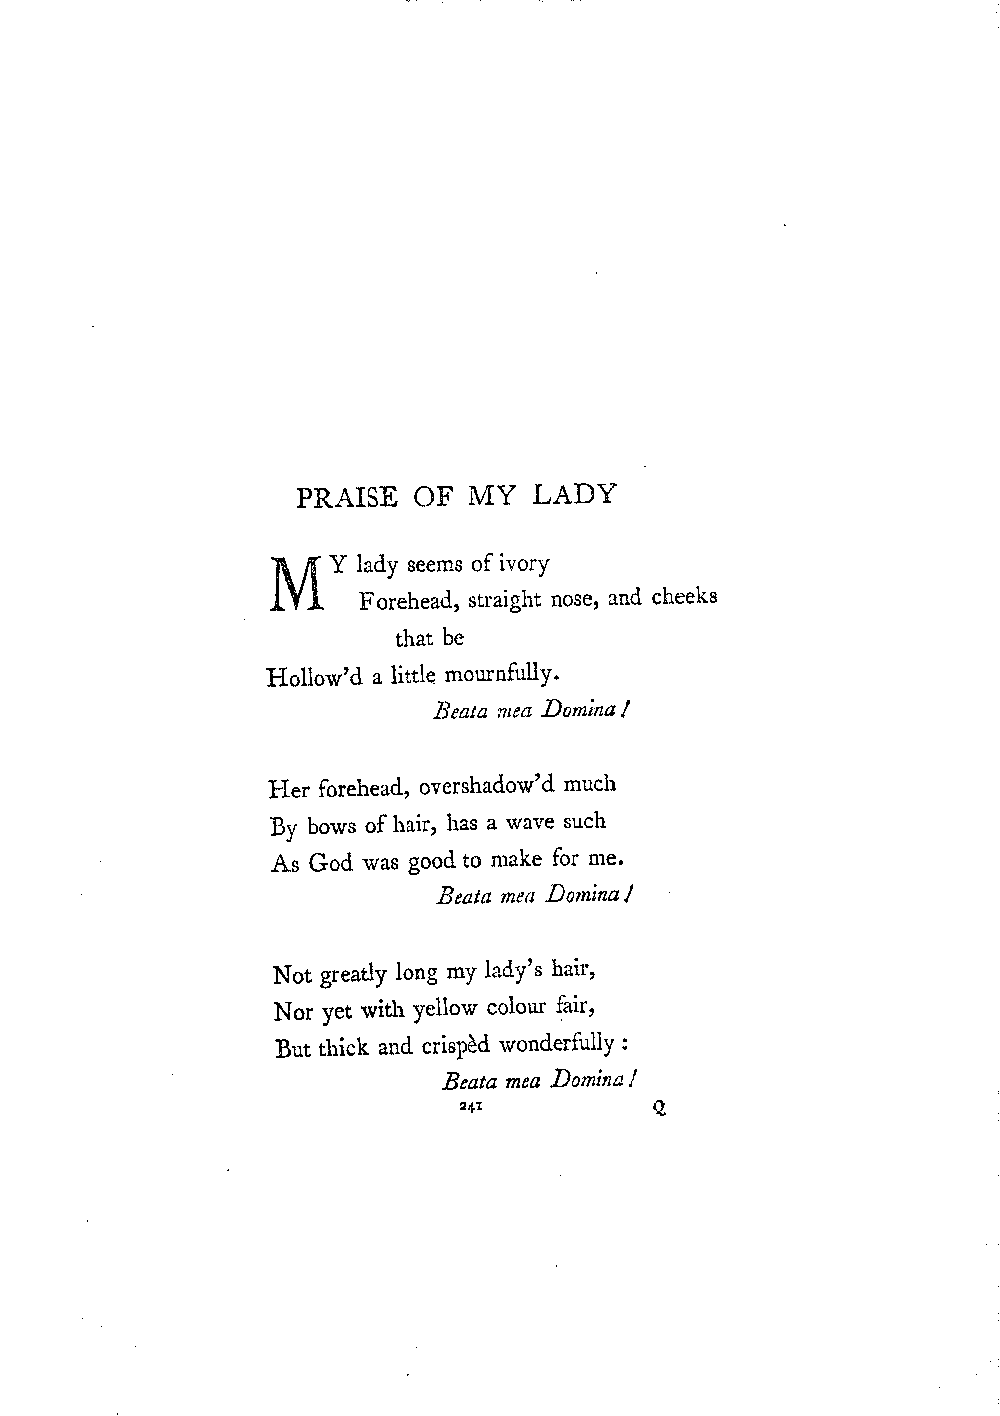 PRAISE OF MY LADY
MY lady seems of ivory
Forehead, straight nose, and cheeks
that be
Hollow'd a little mournfully.
Beata mea Domina!
Her forehead, overshadow'd much
By bows of hair, has a wave such
As God was good to make for me.
Beata mea Domina!
Not greatly long my lady's hair,
Nor yet with yellow colour fair,
But thick and crispèd wonderfully :
Beata mea Domina!
241 Q